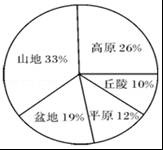 山地 33%
高原 26%
丘陵 10%
平原 12%
盆地 19%